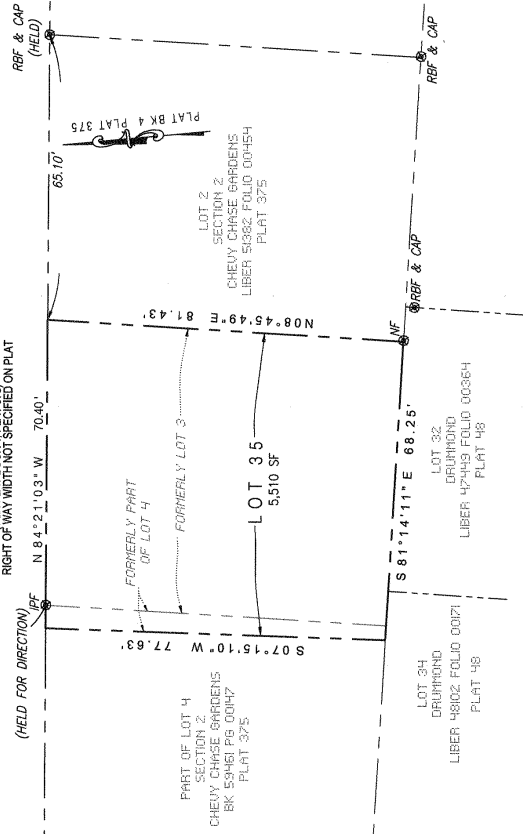 RIGHT OF WAY WIDTH NOT SPECIFIED ON PLAT
(HELD FOR DIRECTION)
IPF
N 84°21'03" W 70.40'
65.10'
RBF & CAP
(HELD)
PLAT BK 4 PLAT 375
FORMERLY PART
OF LOT 4
FORMERLY LOT 3
LOT 35
5,510 SF
N08°45'49"E 81.43'
S07°15'10"W 77.63'
LOT 2
SECTION 2
CHEVY CHASE GARDENS
LIBER 51382 FOLIO 00454
PLAT 375
PART OF LOT 4
SECTION 2
CHEVY CHASE GARDENS
BK 59461 PG 00147
PLAT 375
NF
RBF & CAP
RBF & CAP
S 81°14'11" E 68.25'
LOT 34
DRUMMOND
LIBER 48102 FOLIO 00171
PLAT 48
LOT 32
DRUMMOND
LIBER 47449 FOLIO 00364
PLAT 48